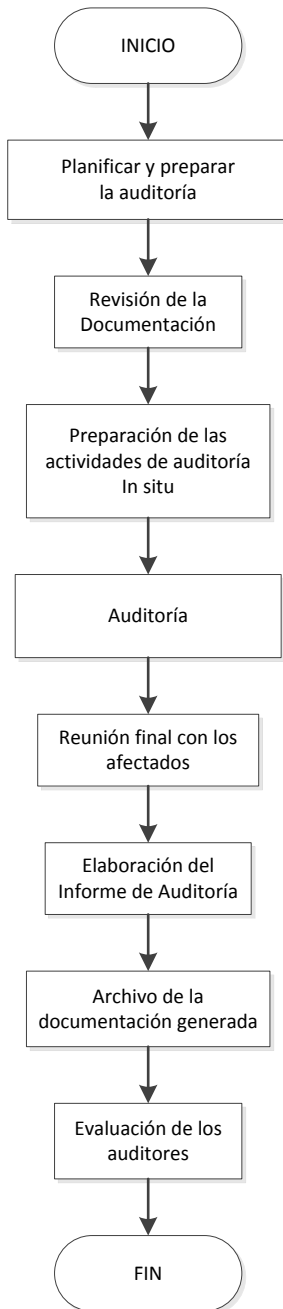 INICIO
Planificar y preparar
la auditoría
Revisión de la
Documentación
Preparación de las
actividades de auditoría
In situ
Auditoría
Reunión final con los
afectados
Elaboración del
Informe de Auditoría
Archivo de la
documentación generada
Evaluación de los
auditores
FIN